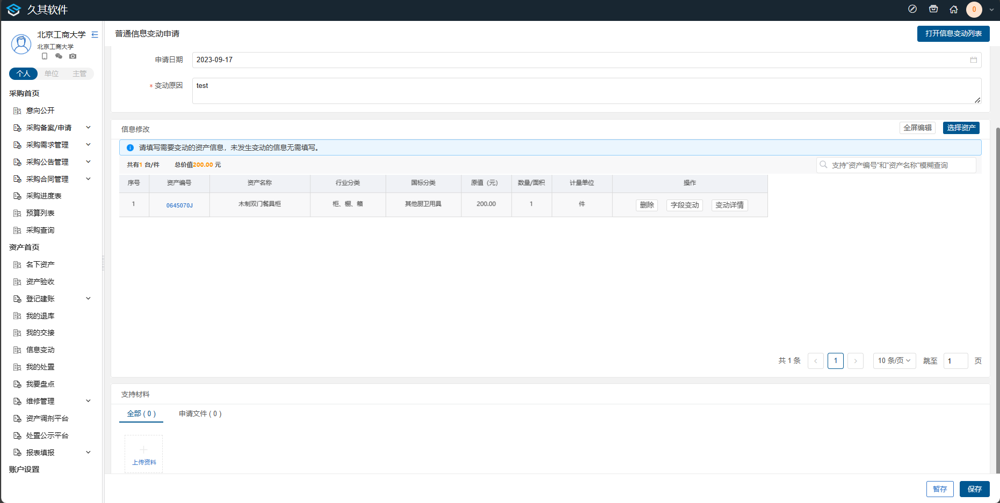 久其软件
0
北京工商大学
北京工商大学
个人 单位 主管
采购首页
意向公开
采购备案/申请
采购需求管理
采购公告管理
采购合同管理
采购进度表
预算列表
采购查询
资产首页
名下资产
资产验收
登记建账
我的退库
我的交接
信息变动
我的处置
我要盘点
维修管理
资产调剂平台
处置公示平台
报表填报
账户设置
普通信息变动申请
打开信息变动列表
申请日期 2023-09-17
* 变动原因 test
信息修改
全屏编辑 选择资产
请填写需要变动的资产信息，未发生变动的信息无需填写。
共有1 台/件 总价值200.00 元
支持"资产编号"和"资产名称"模糊查询
序号 资产编号 资产名称 行业分类 国标分类 原值（元） 数量/面积 计量单位 操作
1 0645070J 木制双门餐具柜 柜、橱、箱 其他厨卫用具 200.00 1 件 删除 字段变动 变动详情
共 1 条 < 1 > 10 条/页 跳至 1 页
支持材料
全部 ( 0 ) 申请文件 ( 0 )
上传资料
暂存 保存